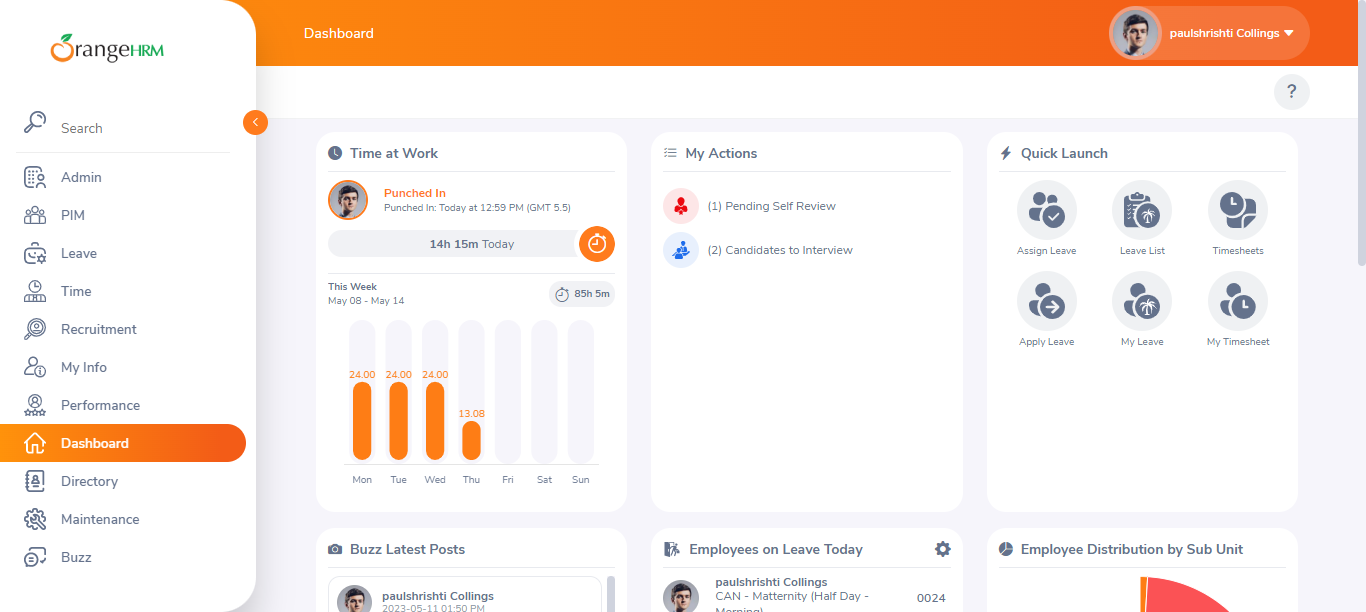 OrangeHRM
Dashboard
paulshrishti Collings
?
Search
Admin
PIM
Leave
Time
Recruitment
My Info
Performance
Dashboard
Directory
Maintenance
Buzz
Time at Work
Punched In
Punched In: Today at 12:59 PM (GMT 5.5)
14h 15m Today
This Week
May 08 - May 14
85h 5m
24.00 24.00 24.00
13.08
Mon Tue Wed Thu Fri Sat Sun
My Actions
(1) Pending Self Review
(2) Candidates to Interview
Quick Launch
Assign Leave Leave List Timesheets
Apply Leave My Leave My Timesheet
Buzz Latest Posts
paulshrishti Collings
2023-05-11 01:50 PM
Employees on Leave Today
paulshrishti Collings
CAN - Matternity (Half Day -
Morning)
0024
Employee Distribution by Sub Unit